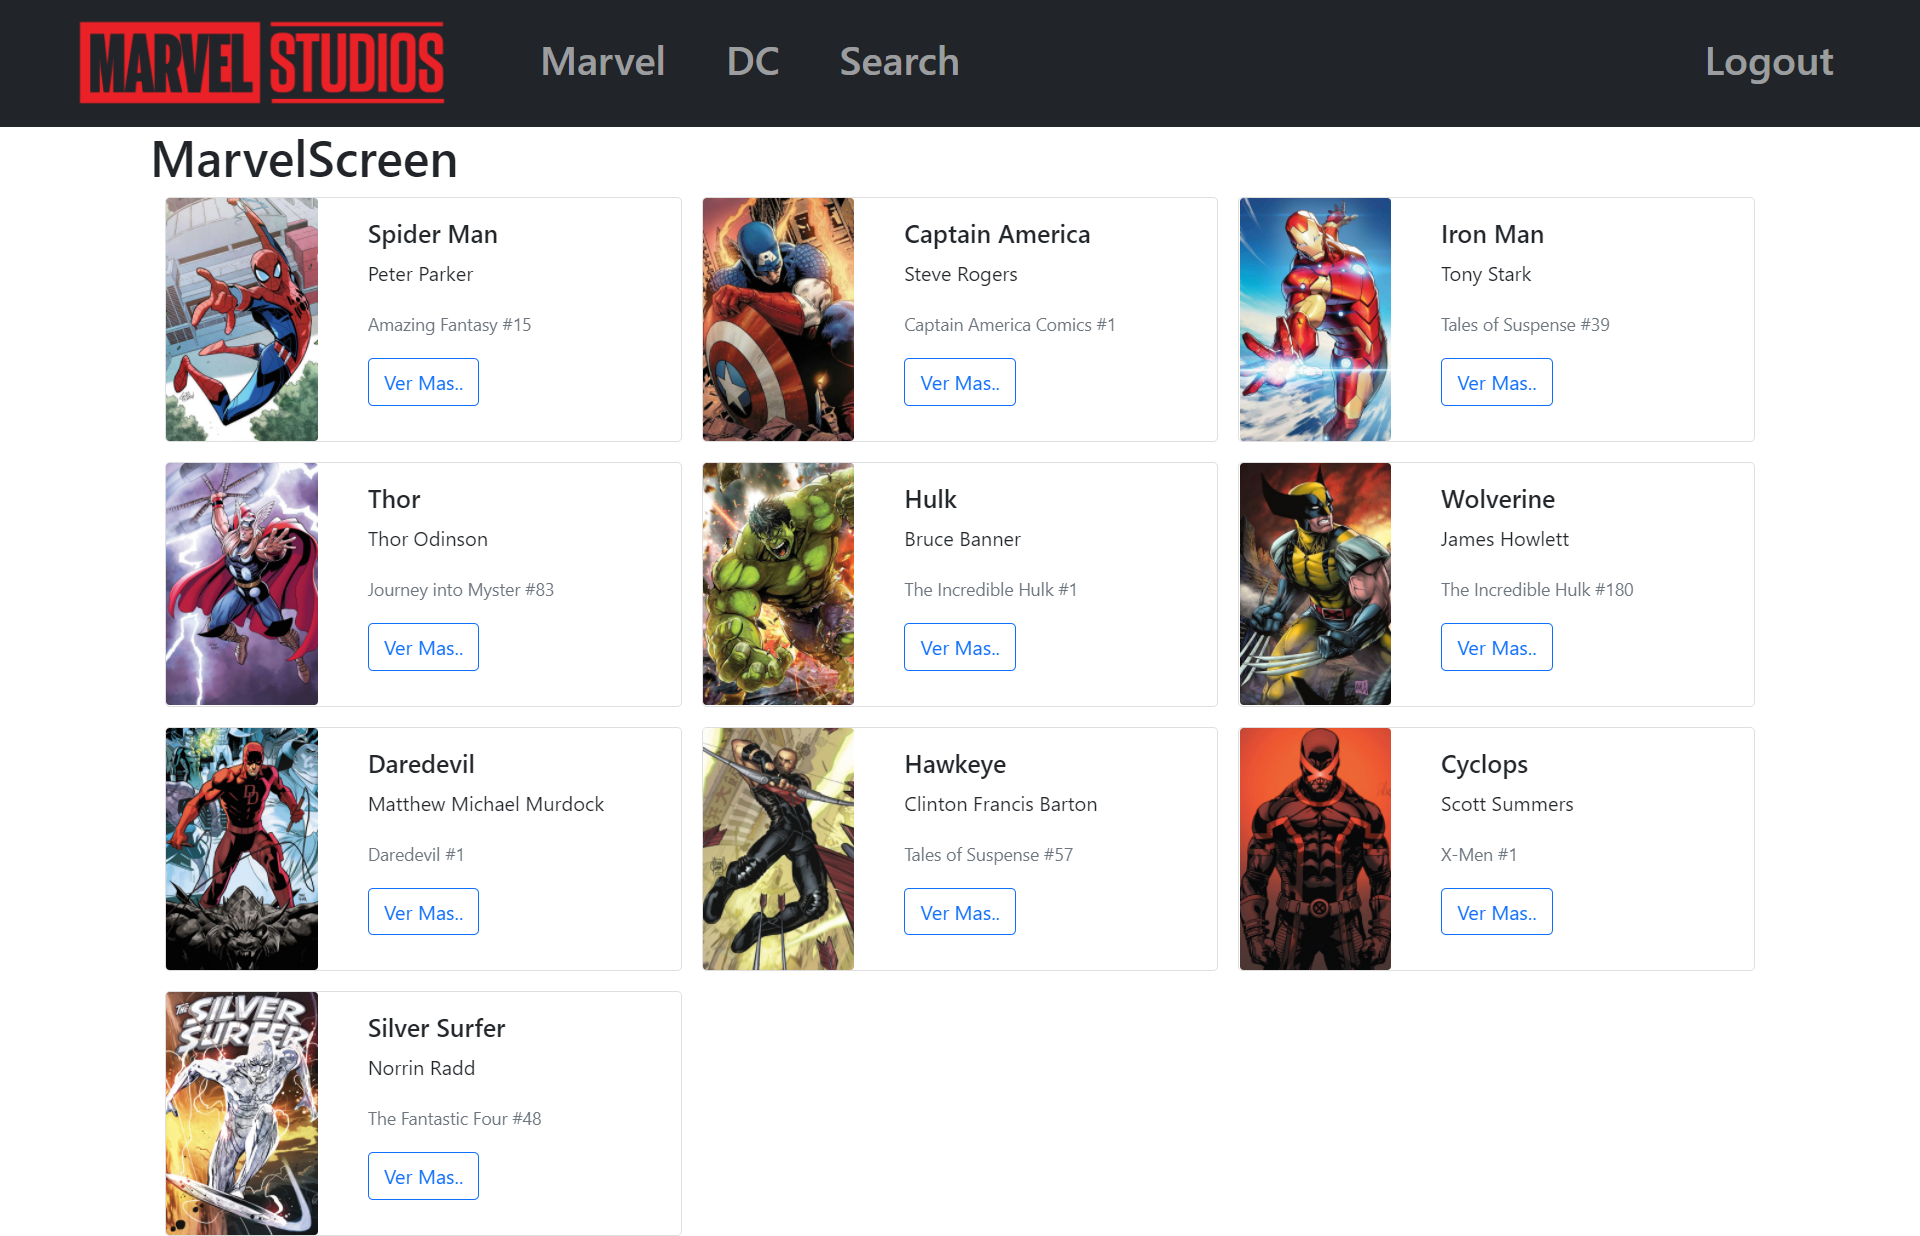 MARVEL STUDIOS Marvel DC Search Logout
MarvelScreen
Spider Man
Peter Parker
Amazing Fantasy #15
Ver Mas..
Captain America
Steve Rogers
Captain America Comics #1
Ver Mas..
Iron Man
Tony Stark
Tales of Suspense #39
Ver Mas..
Thor
Thor Odinson
Journey into Myster #83
Ver Mas..
Hulk
Bruce Banner
The Incredible Hulk #1
Ver Mas..
Wolverine
James Howlett
The Incredible Hulk #180
Ver Mas..
DD
Daredevil
Matthew Michael Murdock
Daredevil #1
Ver Mas..
Hawkeye
Clinton Francis Barton
Tales of Suspense #57
Ver Mas..
Cyclops
Scott Summers
X-Men #1
Ver Mas..
THE SILVER
SURFER
Silver Surfer
Norrin Radd
The Fantastic Four #48
Ver Mas..